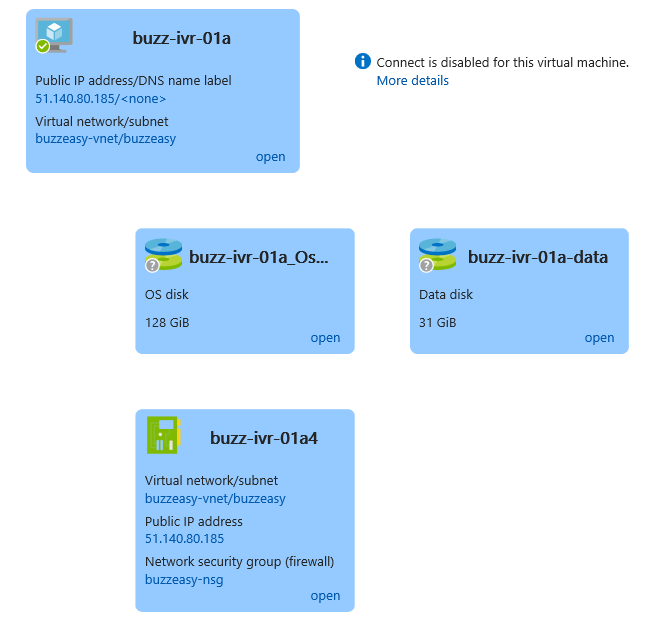 buzz-ivr-01a
Public IP address/DNS name label
51.140.80.185/<none>
Virtual network/subnet
buzzeasy-vnet/buzzeasy
open
Connect is disabled for this virtual machine.
More details
buzz-ivr-01a_Os...
OS disk
128 GiB
open
buzz-ivr-01a-data
Data disk
31 GiB
open
buzz-ivr-01a4
Virtual network/subnet
buzzeasy-vnet/buzzeasy
Public IP address
51.140.80.185
Network security group (firewall)
buzzeasy-nsg
open